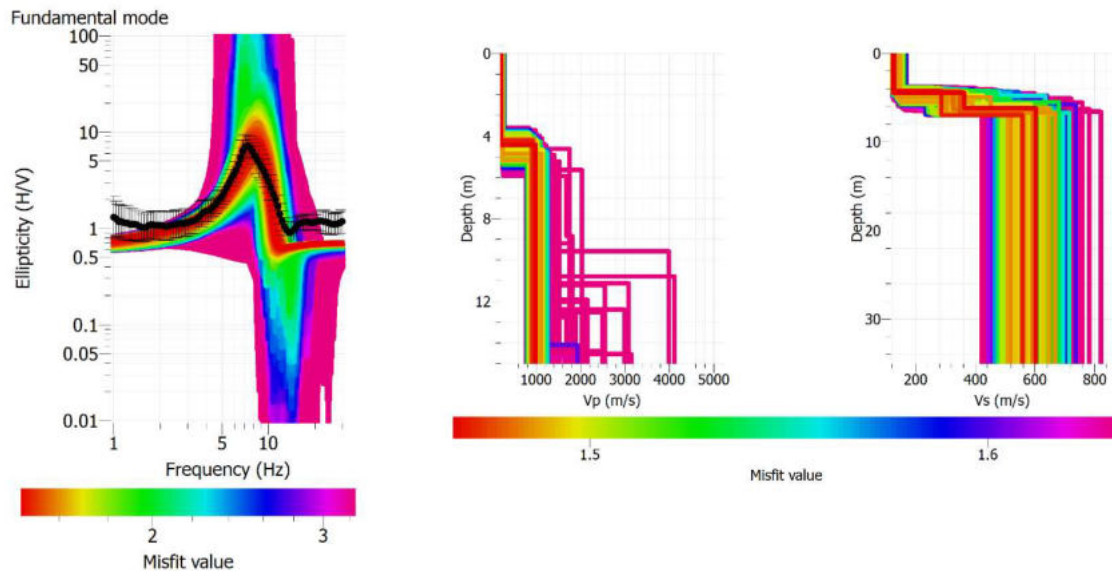 Fundamental mode
Ellipticity (H/V)
100
50
10
5
1
0.5
0.1
0.05
0.01
1 5 10
Frequency (Hz)
2 3
Misfit value
Depth (m)
0
4
8
12
1000 2000 3000 4000 5000
Vp (m/s)
Depth (m)
0
10
20
30
200 400 600 800
Vs (m/s)
1.5 1.6
Misfit value